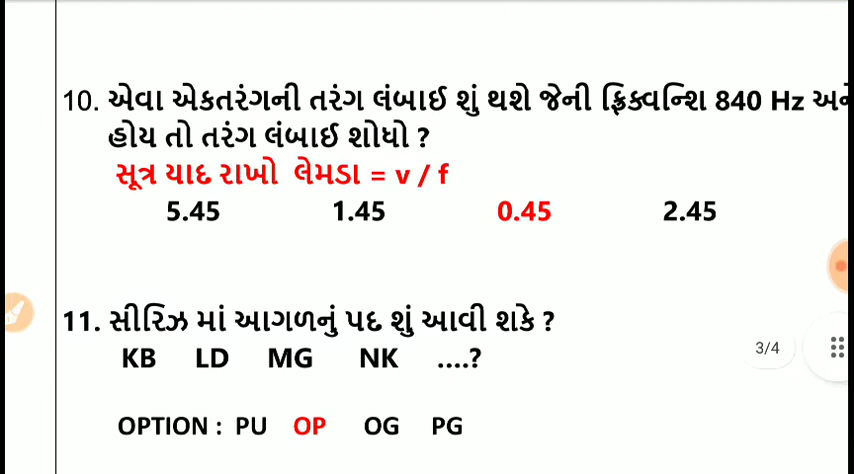 10. એવા એકતરંગની તરંગ લંબાઈ શું થશે જેની ફ્રિક્વન્શિ 840 Hz અને
હોય તો તરંગ લંબાઈ શોધો ?
સૂત્ર યાદ રાખો લેમડા = v / f
5.45 1.45 0.45 2.45
11. સીરિઝ માં આગળનું પદ શું આવી શકે ?
KB LD MG NK ....?
3/4
OPTION : PU OP OG PG